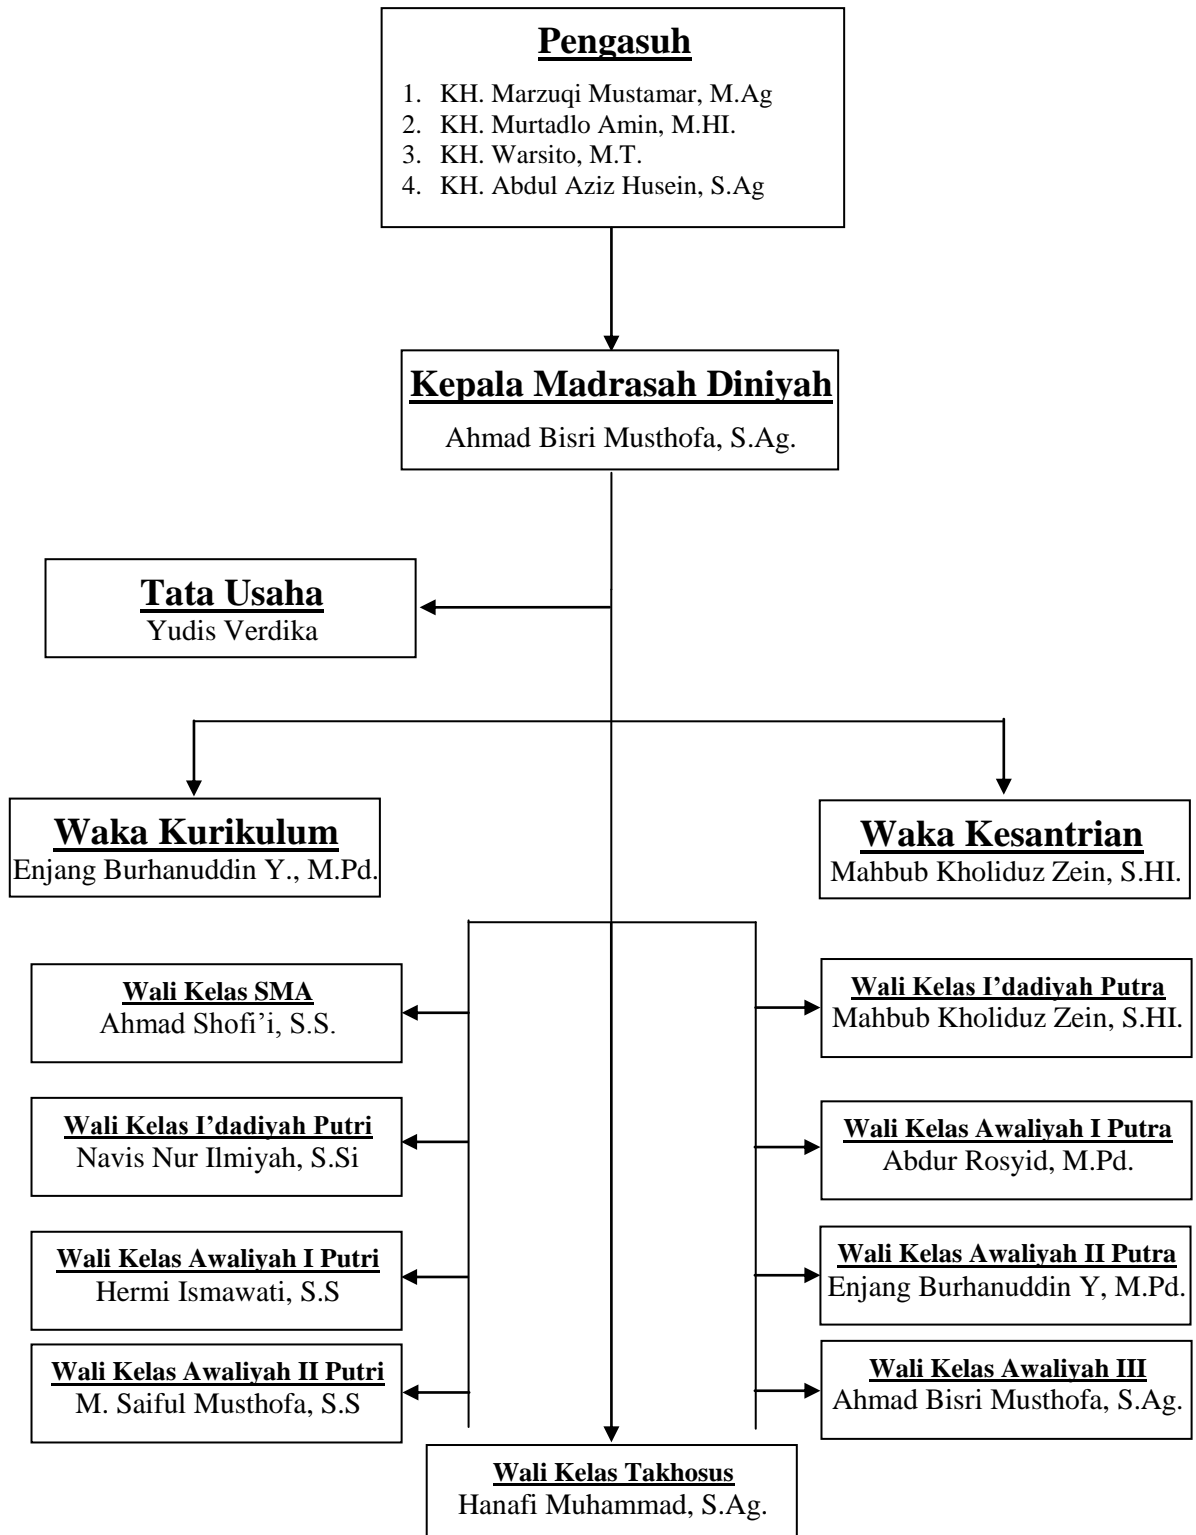 Pengasuh
1. KH. Marzuqi Mustamar, M.Ag
2. KH. Murtadlo Amin, M.HI.
3. KH. Warsito, M.T.
4. KH. Abdul Aziz Husein, S.Ag
Kepala Madrasah Diniyah
Ahmad Bisri Musthofa, S.Ag.
Tata Usaha
Yudis Verdika
Waka Kurikulum
Enjang Burhanuddin Y., M.Pd.
Waka Kesantrian
Mahbub Kholiduz Zein, S.HI.
Wali Kelas SMA
Ahmad Shofi’i, S.S.
Wali Kelas I’dadiyah Putra
Mahbub Kholiduz Zein, S.HI.
Wali Kelas I’dadiyah Putri
Navis Nur Ilmiyah, S.Si
Wali Kelas Awaliyah I Putra
Abdur Rosyid, M.Pd.
Wali Kelas Awaliyah I Putri
Hermi Ismawati, S.S
Wali Kelas Awaliyah II Putra
Enjang Burhanuddin Y, M.Pd.
Wali Kelas Awaliyah II Putri
M. Saiful Musthofa, S.S
Wali Kelas Awaliyah III
Ahmad Bisri Musthofa, S.Ag.
Wali Kelas Takhosus
Hanafi Muhammad, S.Ag.